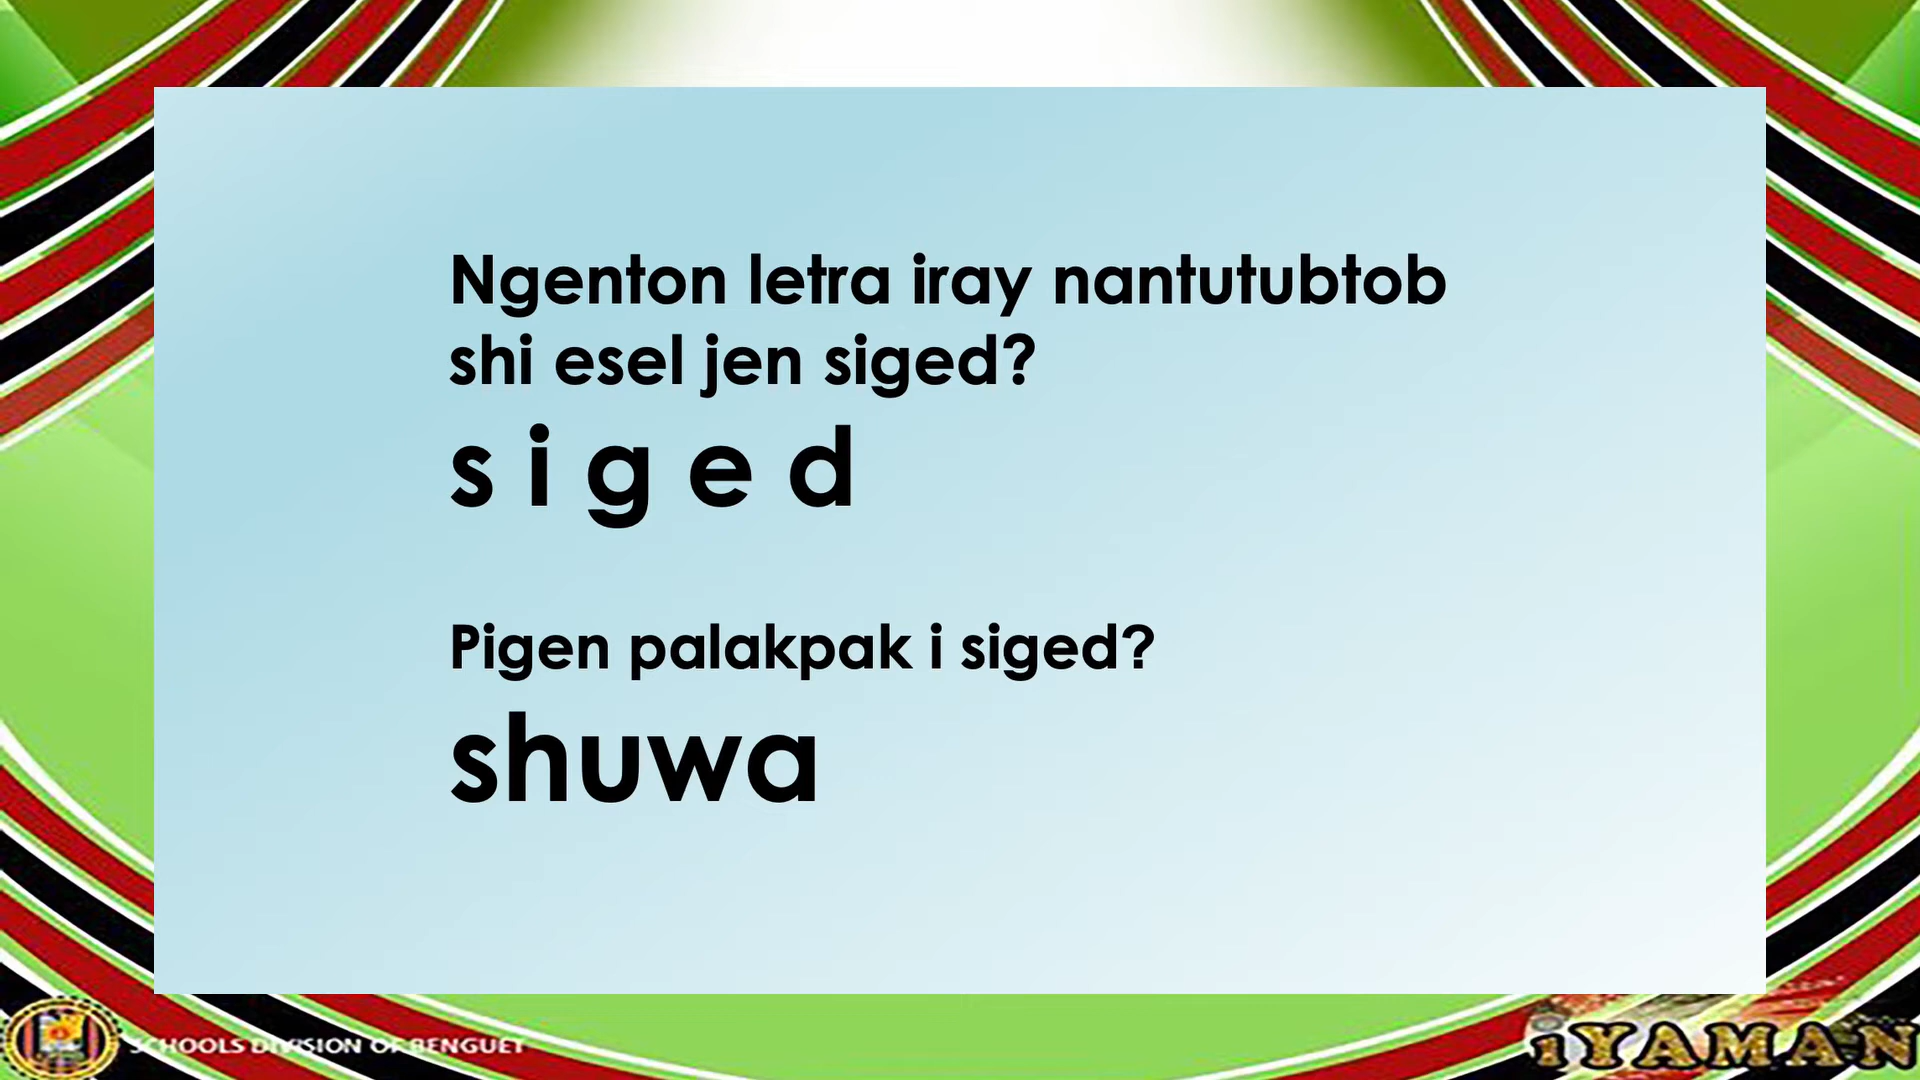 Ngenton letra iray nantutubtob
shi esel jen siged?
s i g e d
Pigen palakpak i siged?
shuwa
SCHOOLS DIVISION OF BENGUET
iYAMAN